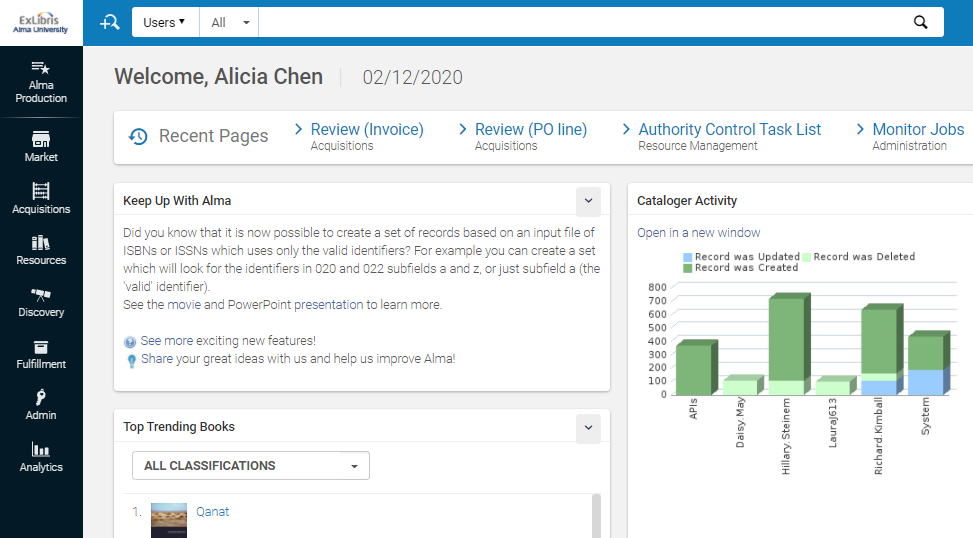 ExLibris
Alma University
Users
All
Alma
Production
Market
Acquisitions
Resources
Discovery
Fulfillment
Admin
Analytics
Welcome, Alicia Chen
02/12/2020
Recent Pages
Review (Invoice)
Acquisitions
Review (PO line)
Acquisitions
Authority Control Task List
Resource Management
Monitor Jobs
Administration
Keep Up With Alma
Did you know that it is now possible to create a set of records based on an input file of
ISBNs or ISSNs which uses only the valid identifiers? For example you can create a set
which will look for the identifiers in 020 and 022 subfields a and z, or just subfield a (the
'valid' identifier).
See the movie and PowerPoint presentation to learn more.
See more exciting new features!
Share your great ideas with us and help us improve Alma!
Top Trending Books
ALL CLASSIFICATIONS
1. Qanat
Cataloger Activity
Open in a new window
Record was Updated
Record was Deleted
Record was Created
800
700
600
500
400
300
200
100
0
APIs
Daisy.May
Hillary.Steinem
LauraJ613
Richard.Kimball
System